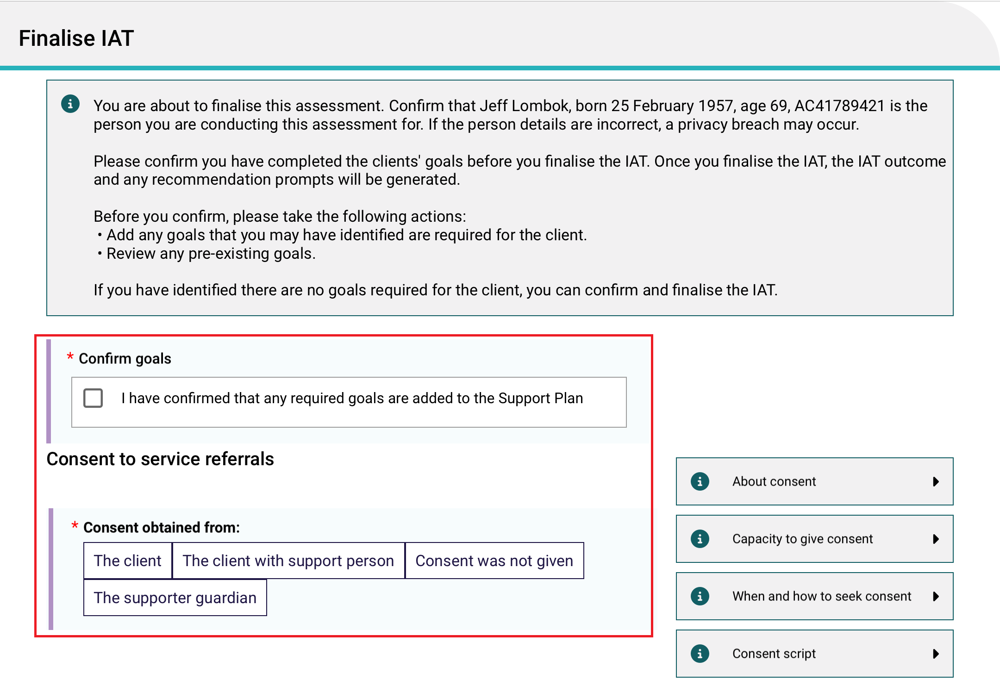 Finalise IAT
You are about to finalise this assessment. Confirm that Jeff Lombok, born 25 February 1957, age 69, AC41789421 is the
person you are conducting this assessment for. If the person details are incorrect, a privacy breach may occur.
Please confirm you have completed the clients' goals before you finalise the IAT. Once you finalise the IAT, the IAT outcome
and any recommendation prompts will be generated.
Before you confirm, please take the following actions:
• Add any goals that you may have identified are required for the client.
• Review any pre-existing goals.
If you have identified there are no goals required for the client, you can confirm and finalise the IAT.
* Confirm goals
I have confirmed that any required goals are added to the Support Plan
Consent to service referrals
* Consent obtained from:
The client
The client with support person
Consent was not given
The supporter guardian
About consent
Capacity to give consent
When and how to seek consent
Consent script